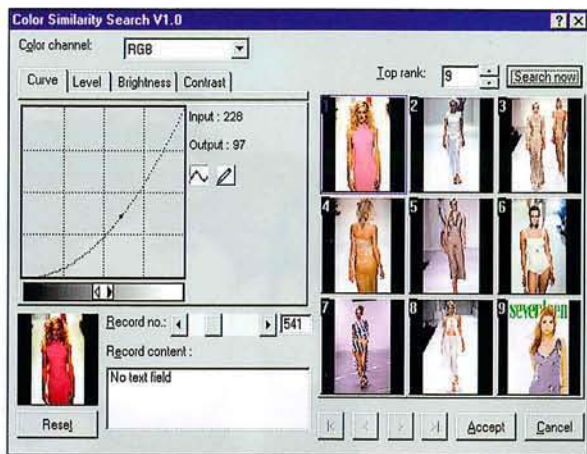 Color Similarity Search V1.0
Color channel:
RGB
Curve
Level
Brightness
Contrast
Input : 228
Output : 97
Top rank:
9
Search now
1
2
3
4
5
6
7
8
9
seventeen
Record no.:
541
Record content :
No text field
Reset
Accept
Cancel